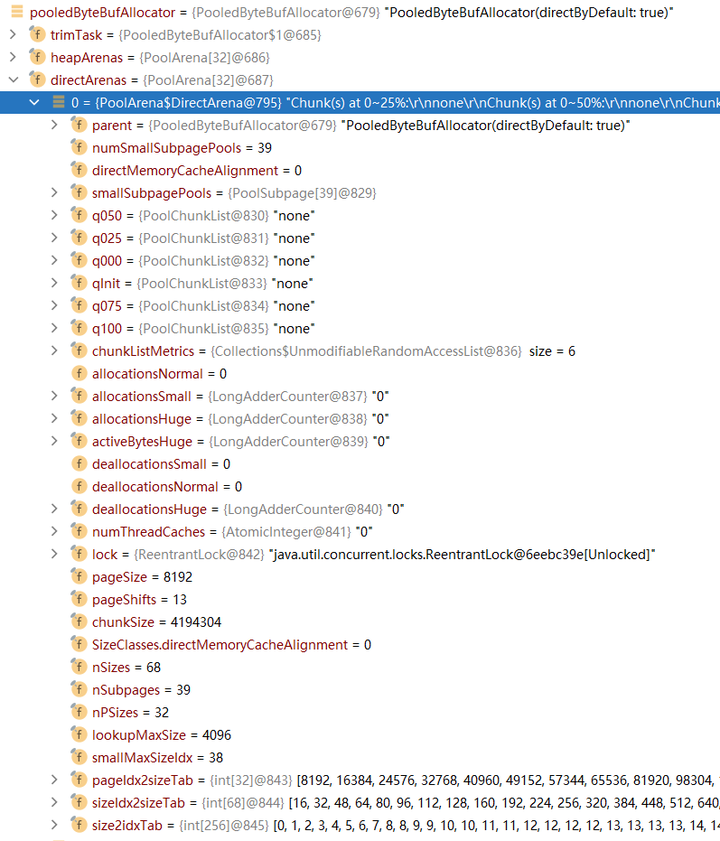 pooledByteBufAllocator = {PooledByteBufAllocator@679} "PooledByteBufAllocator(directByDefault: true)"
f trimTask = {PooledByteBufAllocator$1@685}
f heapArenas = {PoolArena[32]@686}
f directArenas = {PoolArena[32]@687}
0 = {PoolArena$DirectArena@795} "Chunk(s) at 0~25%:\r\nnone\r\nChunk(s) at 0~50%:\r\nnone\r\nChunk
f parent = {PooledByteBufAllocator@679} "PooledByteBufAllocator(directByDefault: true)"
f numSmallSubpagePools = 39
f directMemoryCacheAlignment = 0
f smallSubpagePools = {PoolSubpage[39]@829}
f q050 = {PoolChunkList@830} "none"
f q025 = {PoolChunkList@831} "none"
f q000 = {PoolChunkList@832} "none"
f qInit = {PoolChunkList@833} "none"
f q075 = {PoolChunkList@834} "none"
f q100 = {PoolChunkList@835} "none"
f chunkListMetrics = {Collections$UnmodifiableRandomAccessList@836} size = 6
f allocationsNormal = 0
f allocationsSmall = {LongAdderCounter@837} "0"
f allocationsHuge = {LongAdderCounter@838} "0"
f activeBytesHuge = {LongAdderCounter@839} "0"
f deallocationsSmall = 0
f deallocationsNormal = 0
f deallocationsHuge = {LongAdderCounter@840} "0"
f numThreadCaches = {AtomicInteger@841} "0"
f lock = {ReentrantLock@842} "java.util.concurrent.locks.ReentrantLock@6eebc39e[Unlocked]"
f pageSize = 8192
f pageShifts = 13
f chunkSize = 4194304
f SizeClasses.directMemoryCacheAlignment = 0
f nSizes = 68
f nSubpages = 39
f nPSizes = 32
f lookupMaxSize = 4096
f smallMaxSizeIdx = 38
f pageIdx2sizeTab = {int[32]@843} [8192, 16384, 24576, 32768, 40960, 49152, 57344, 65536, 81920, 98304,
f sizeIdx2sizeTab = {int[68]@844} [16, 32, 48, 64, 80, 96, 112, 128, 160, 192, 224, 256, 320, 384, 448, 512, 640,
f size2idxTab = {int[256]@845} [0, 1, 2, 3, 4, 5, 6, 7, 8, 8, 9, 9, 10, 10, 11, 11, 12, 12, 12, 12, 13, 13, 13, 13, 14, 14